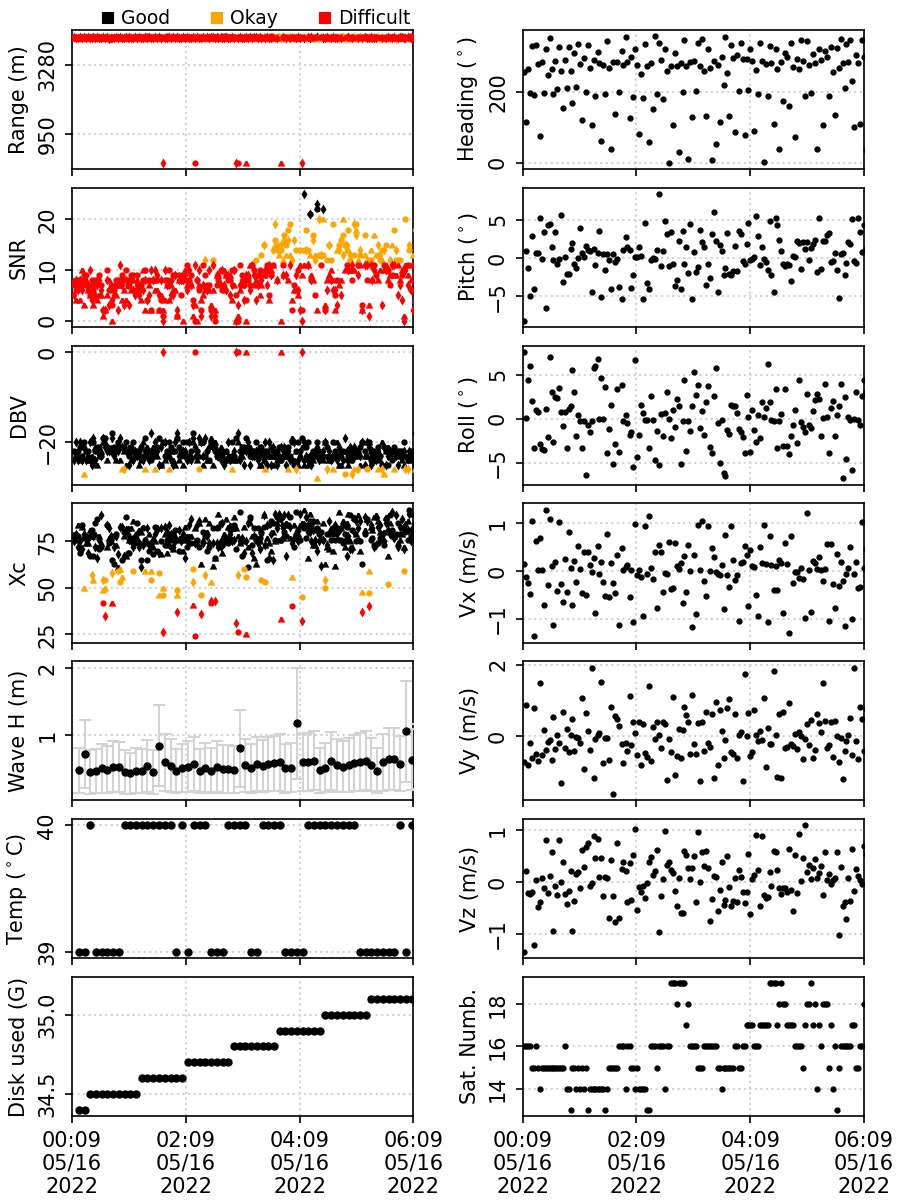 Good Okay Difficult
Range (m)
3280
950
Heading (°)
200
0
SNR
20
10
0
Pitch (°)
5
0
−5
DBV
0
−20
Roll (°)
5
0
−5
Xc
75
50
25
Vx (m/s)
1
0
−1
Wave H (m)
2
1
Vy (m/s)
2
0
Temp (°C)
40
39
Vz (m/s)
1
0
−1
Disk used (G)
35.0
34.5
Sat. Numb.
18
16
14
00:09 02:09 04:09 06:09
05/16 05/16 05/16 05/16
2022 2022 2022 2022
00:09 02:09 04:09 06:09
05/16 05/16 05/16 05/16
2022 2022 2022 2022